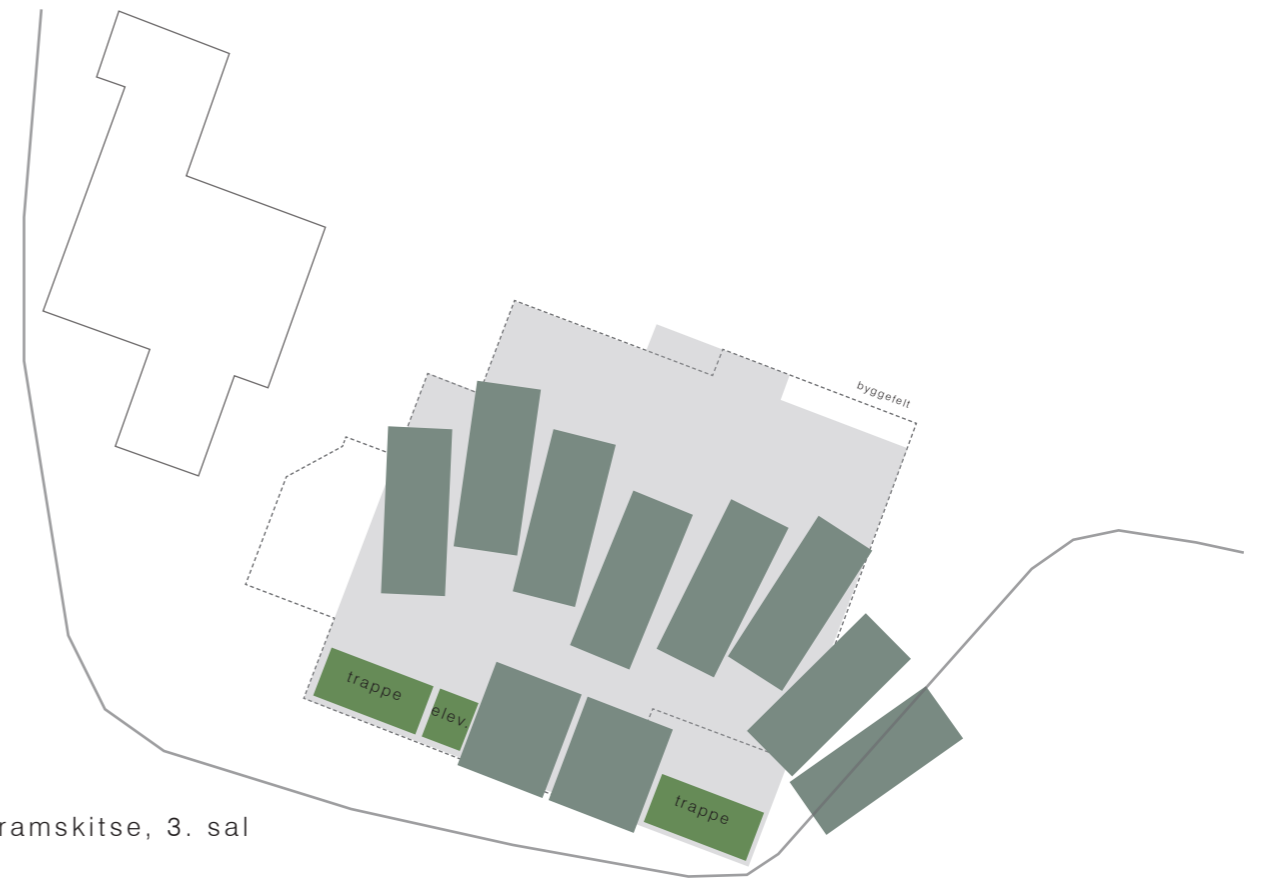 byggefelt
trappe
elev.
trappe
ramskitse, 3. sal